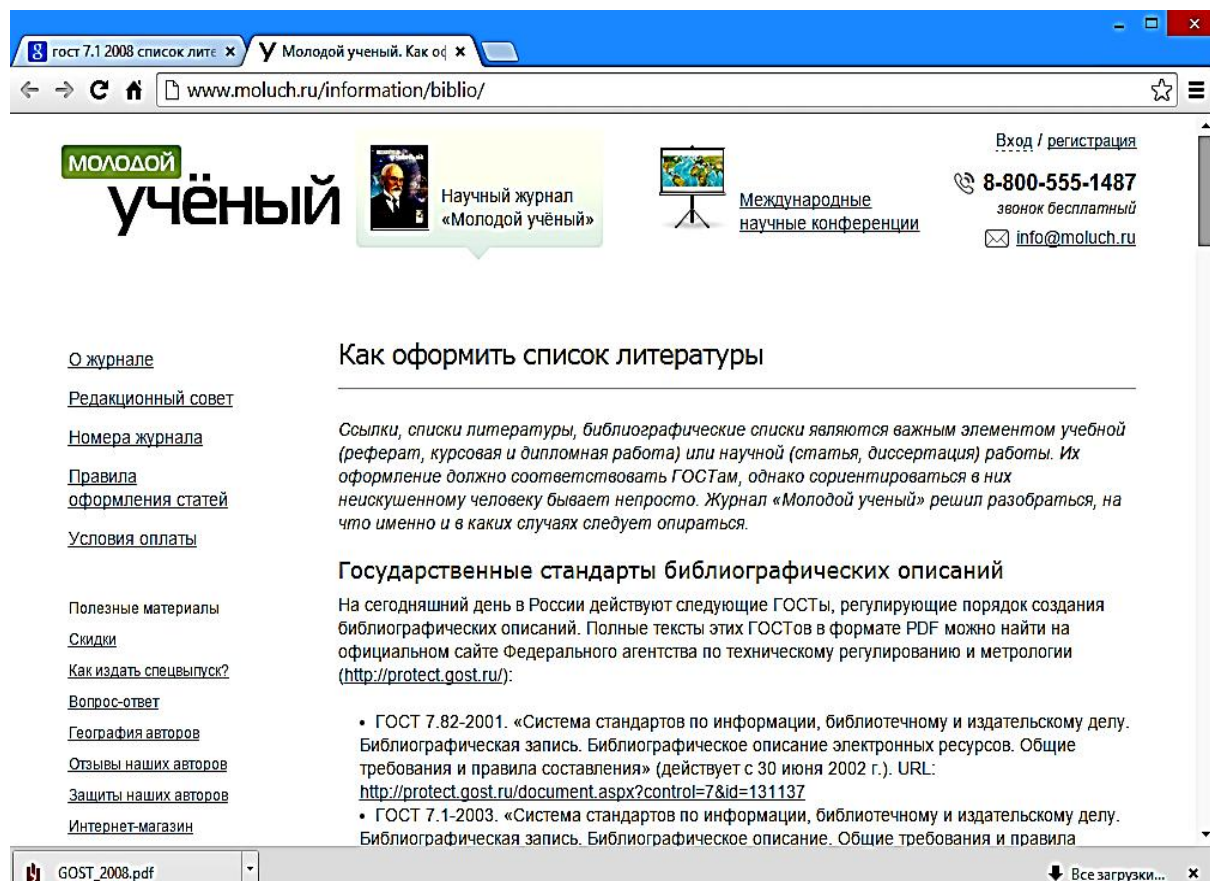 гост 7.1 2008 список лите
Молодой ученый. Как оф
www.moluch.ru/information/biblio/
молодой
учёный
Научный журнал
«Молодой учёный»
Международные
научные конференции
Вход / регистрация
8-800-555-1487
звонок бесплатный
info@moluch.ru
О журнале
Редакционный совет
Номера журнала
Правила
оформления статей
Условия оплаты
Полезные материалы
Скидки
Как издать спецвыпуск?
Вопрос-ответ
География авторов
Отзывы наших авторов
Защиты наших авторов
Интернет-магазин
Как оформить список литературы
Ссылки, списки литературы, библиографические списки являются важным элементом учебной
(реферат, курсовая и дипломная работа) или научной (статья, диссертация) работы. Их
оформление должно соответствовать ГОСТам, однако сориентироваться в них
неискушенному человеку бывает непросто. Журнал «Молодой ученый» решил разобраться, на
что именно и в каких случаях следует опираться.
Государственные стандарты библиографических описаний
На сегодняшний день в России действуют следующие ГОСТы, регулирующие порядок создания
библиографических описаний. Полные тексты этих ГОСТов в формате PDF можно найти на
официальном сайте Федерального агентства по техническому регулированию и метрологии
(http://protect.gost.ru/):
• ГОСТ 7.82-2001. «Система стандартов по информации, библиотечному и издательскому делу.
Библиографическая запись. Библиографическое описание электронных ресурсов. Общие
требования и правила составления» (действует с 30 июня 2002 г.). URL:
http://protect.gost.ru/document.aspx?control=7&id=131137
• ГОСТ 7.1-2003. «Система стандартов по информации, библиотечному и издательскому делу.
Библиографическая запись. Библиографическое описание. Общие требования и правила
GOST_2008.pdf
Все загрузки...